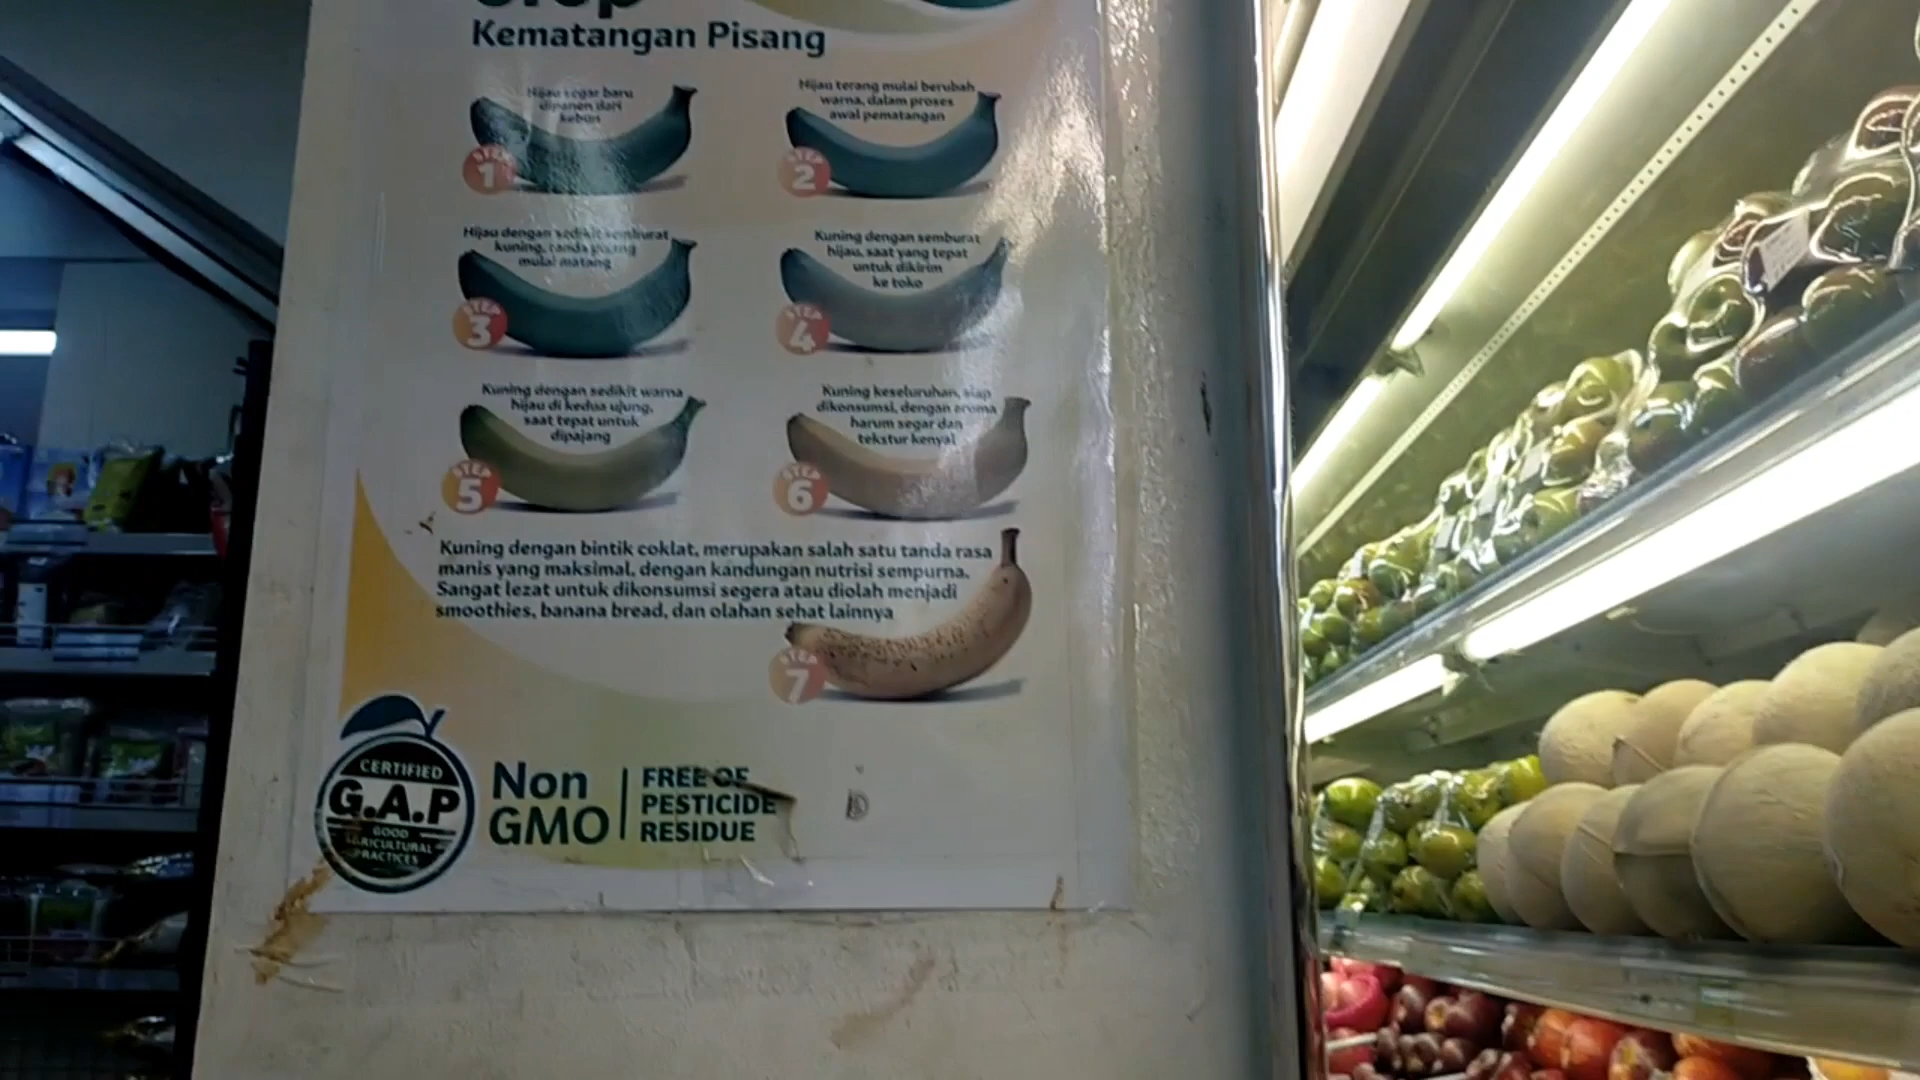 Step
Kematangan Pisang
Hijau segar baru
dipanen dari
kebun
STEP
1
Hijau terang mulai berubah
warna, dalam proses
awal pematangan
STEP
2
Hijau dengan sedikit semburat
kuning, tanda pisang
mulai matang
STEP
3
Kuning dengan semburat
hijau, saat yang tepat
untuk dikirim
ke toko
STEP
4
Kuning dengan sedikit warna
hijau di kedua ujung,
saat tepat untuk
dipajang
STEP
5
Kuning keseluruhan, siap
dikonsumsi, dengan aroma
harum segar dan
tekstur kenyal
STEP
6
Kuning dengan bintik coklat, merupakan salah satu tanda rasa
manis yang maksimal, dengan kandungan nutrisi sempurna.
Sangat lezat untuk dikonsumsi segera atau diolah menjadi
smoothies, banana bread, dan olahan sehat lainnya
STEP
7
CERTIFIED
G.A.P
GOOD
AGRICULTURAL
PRACTICES
Non
GMO
FREE OF
PESTICIDE
RESIDUE